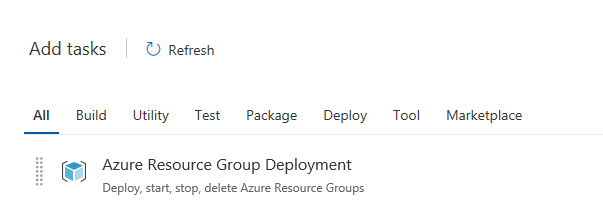 Add tasks Refresh
All Build Utility Test Package Deploy Tool Marketplace
Azure Resource Group Deployment
Deploy, start, stop, delete Azure Resource Groups